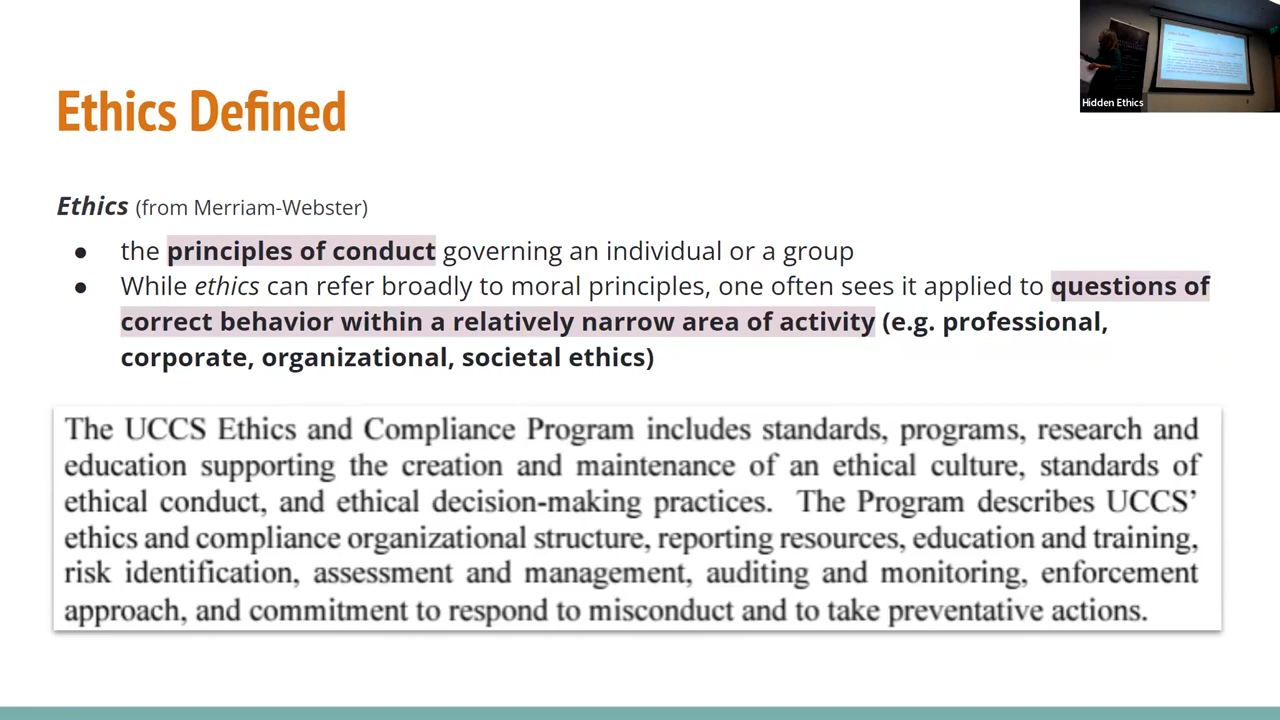 Ethics Defined
Hidden Ethics
Ethics (from Merriam-Webster)
● the principles of conduct governing an individual or a group
● While ethics can refer broadly to moral principles, one often sees it applied to questions of
correct behavior within a relatively narrow area of activity (e.g. professional,
corporate, organizational, societal ethics)
The UCCS Ethics and Compliance Program includes standards, programs, research and
education supporting the creation and maintenance of an ethical culture, standards of
ethical conduct, and ethical decision-making practices. The Program describes UCCS’
ethics and compliance organizational structure, reporting resources, education and training,
risk identification, assessment and management, auditing and monitoring, enforcement
approach, and commitment to respond to misconduct and to take preventative actions.